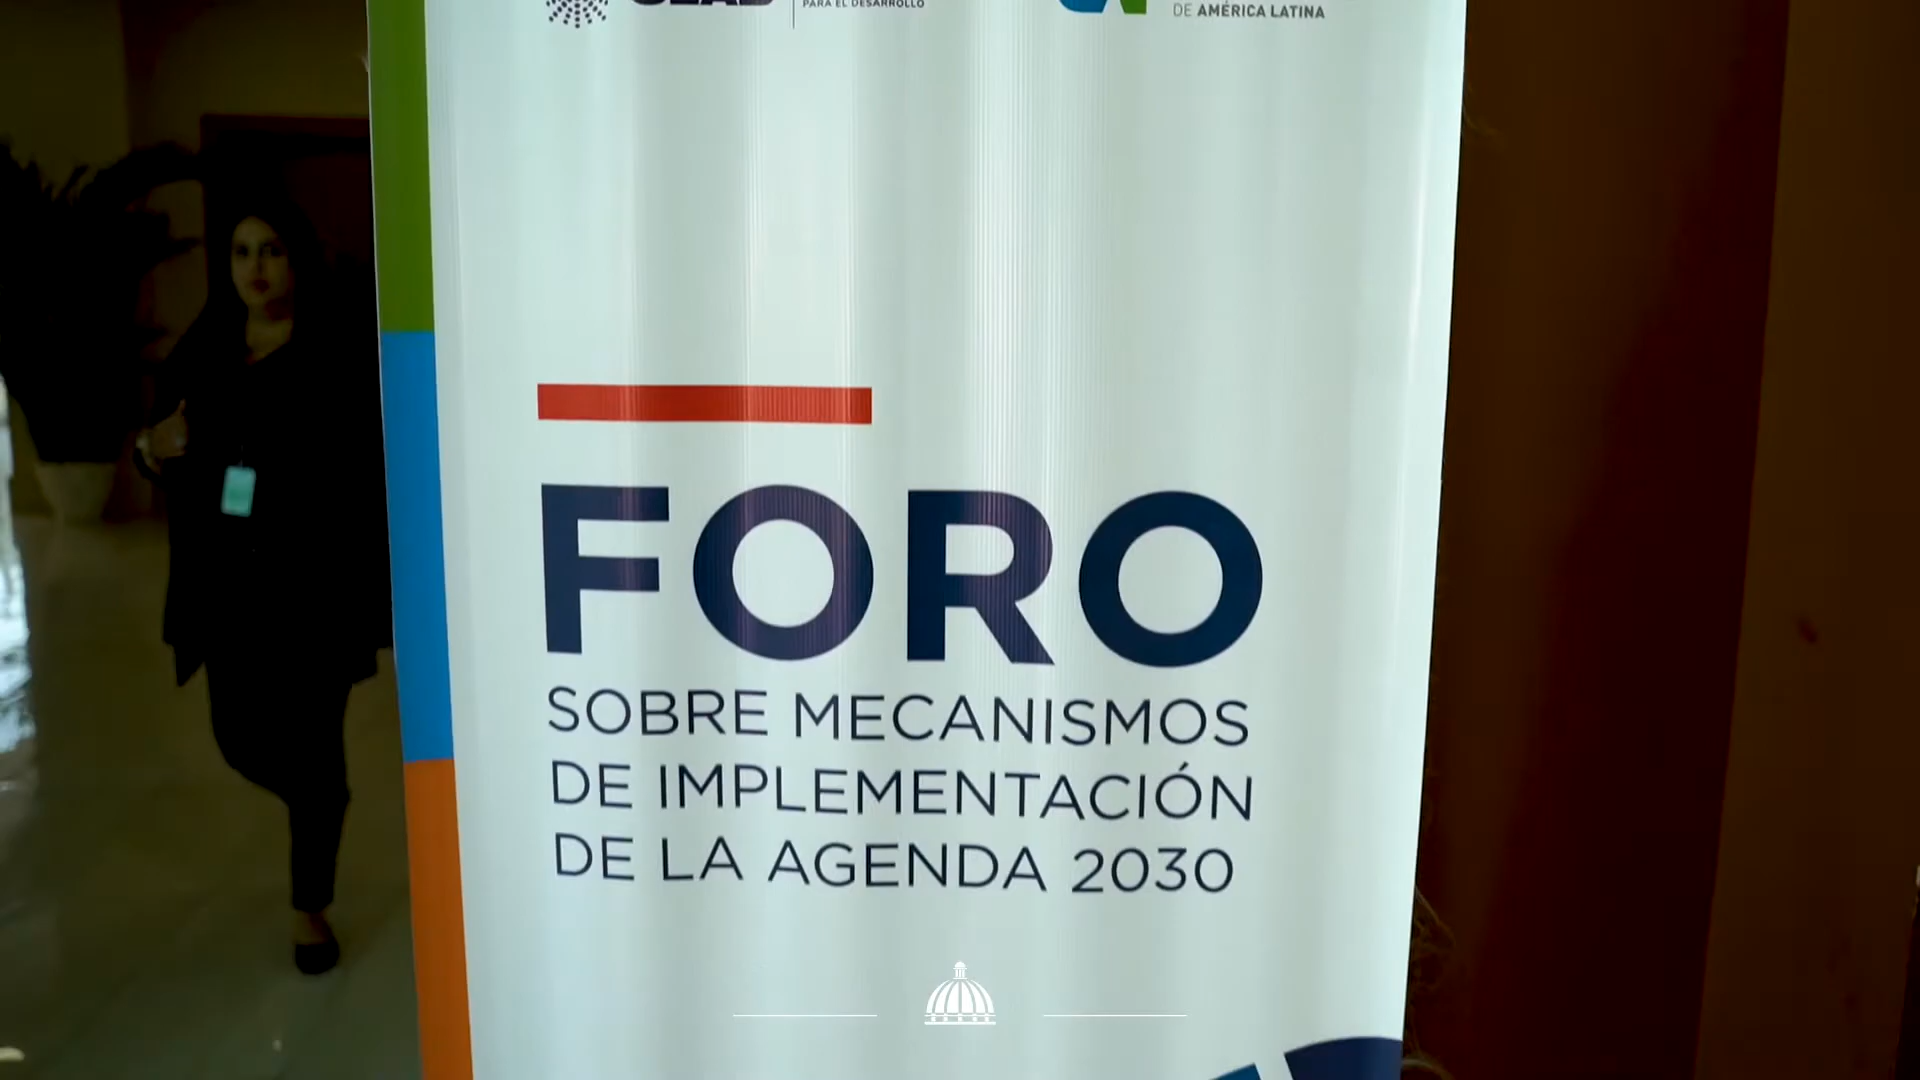 PARA EL DESARROLLO
DE AMÉRICA LATINA
FORO
SOBRE MECANISMOS
DE IMPLEMENTACIÓN
DE LA AGENDA 2030